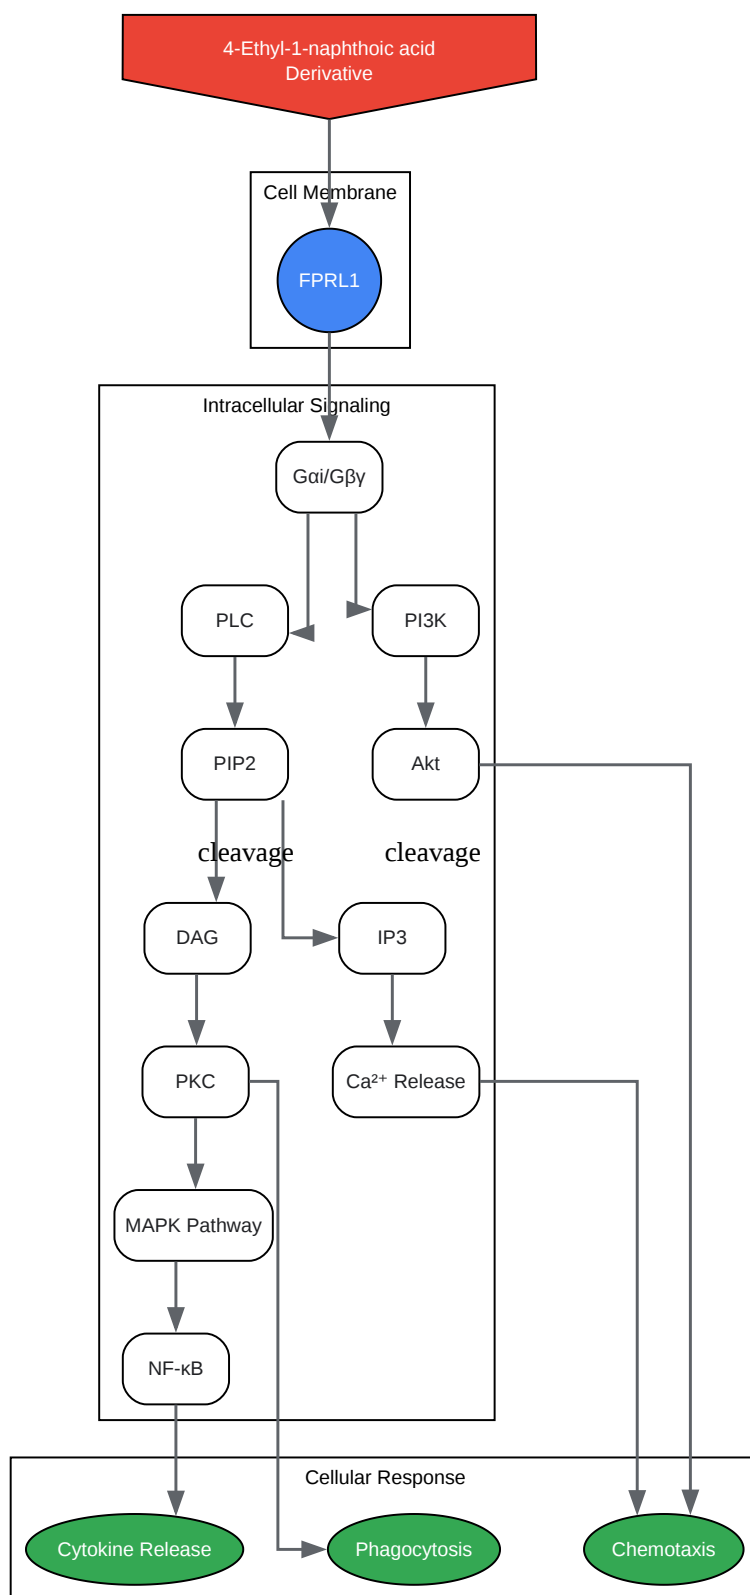 4-Ethyl-1-naphthoic acid
Derivative
Cell Membrane
FPRL1
Intracellular Signaling
Gαi/Gβγ
PLC
PI3K
PIP2
Akt
cleavage
cleavage
DAG
IP3
PKC
Ca²⁺ Release
MAPK Pathway
NF-κB
Cellular Response
Cytokine Release
Phagocytosis
Chemotaxis